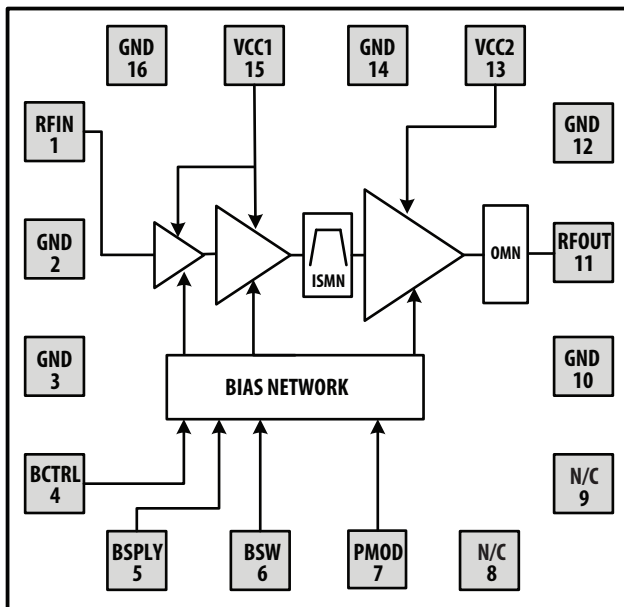 GND
16
VCC1
15
GND
14
VCC2
13
RFIN
1
GND
12
GND
2
ISMN
OMN
RFOUT
11
GND
3
BIAS NETWORK
GND
10
BCTRL
4
N/C
9
BSPLY
5
BSW
6
PMOD
7
N/C
8